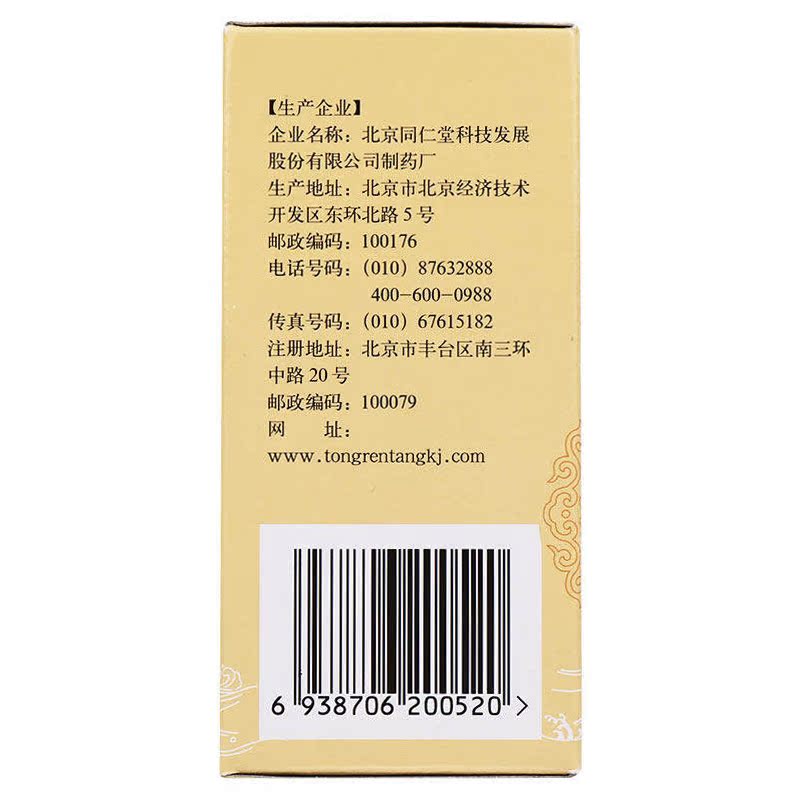 【生产企业】
企业名称：北京同仁堂科技发展
股份有限公司制药厂
生产地址：北京市北京经济技术
开发区东环北路 5 号
邮政编码：100176
电话号码：（010）87632888
400-600-0988
传真号码：（010）67615182
注册地址：北京市丰台区南三环
中路 20 号
邮政编码：100079
网　　址：
www.tongrentangkj.com
6 938706 200520 >